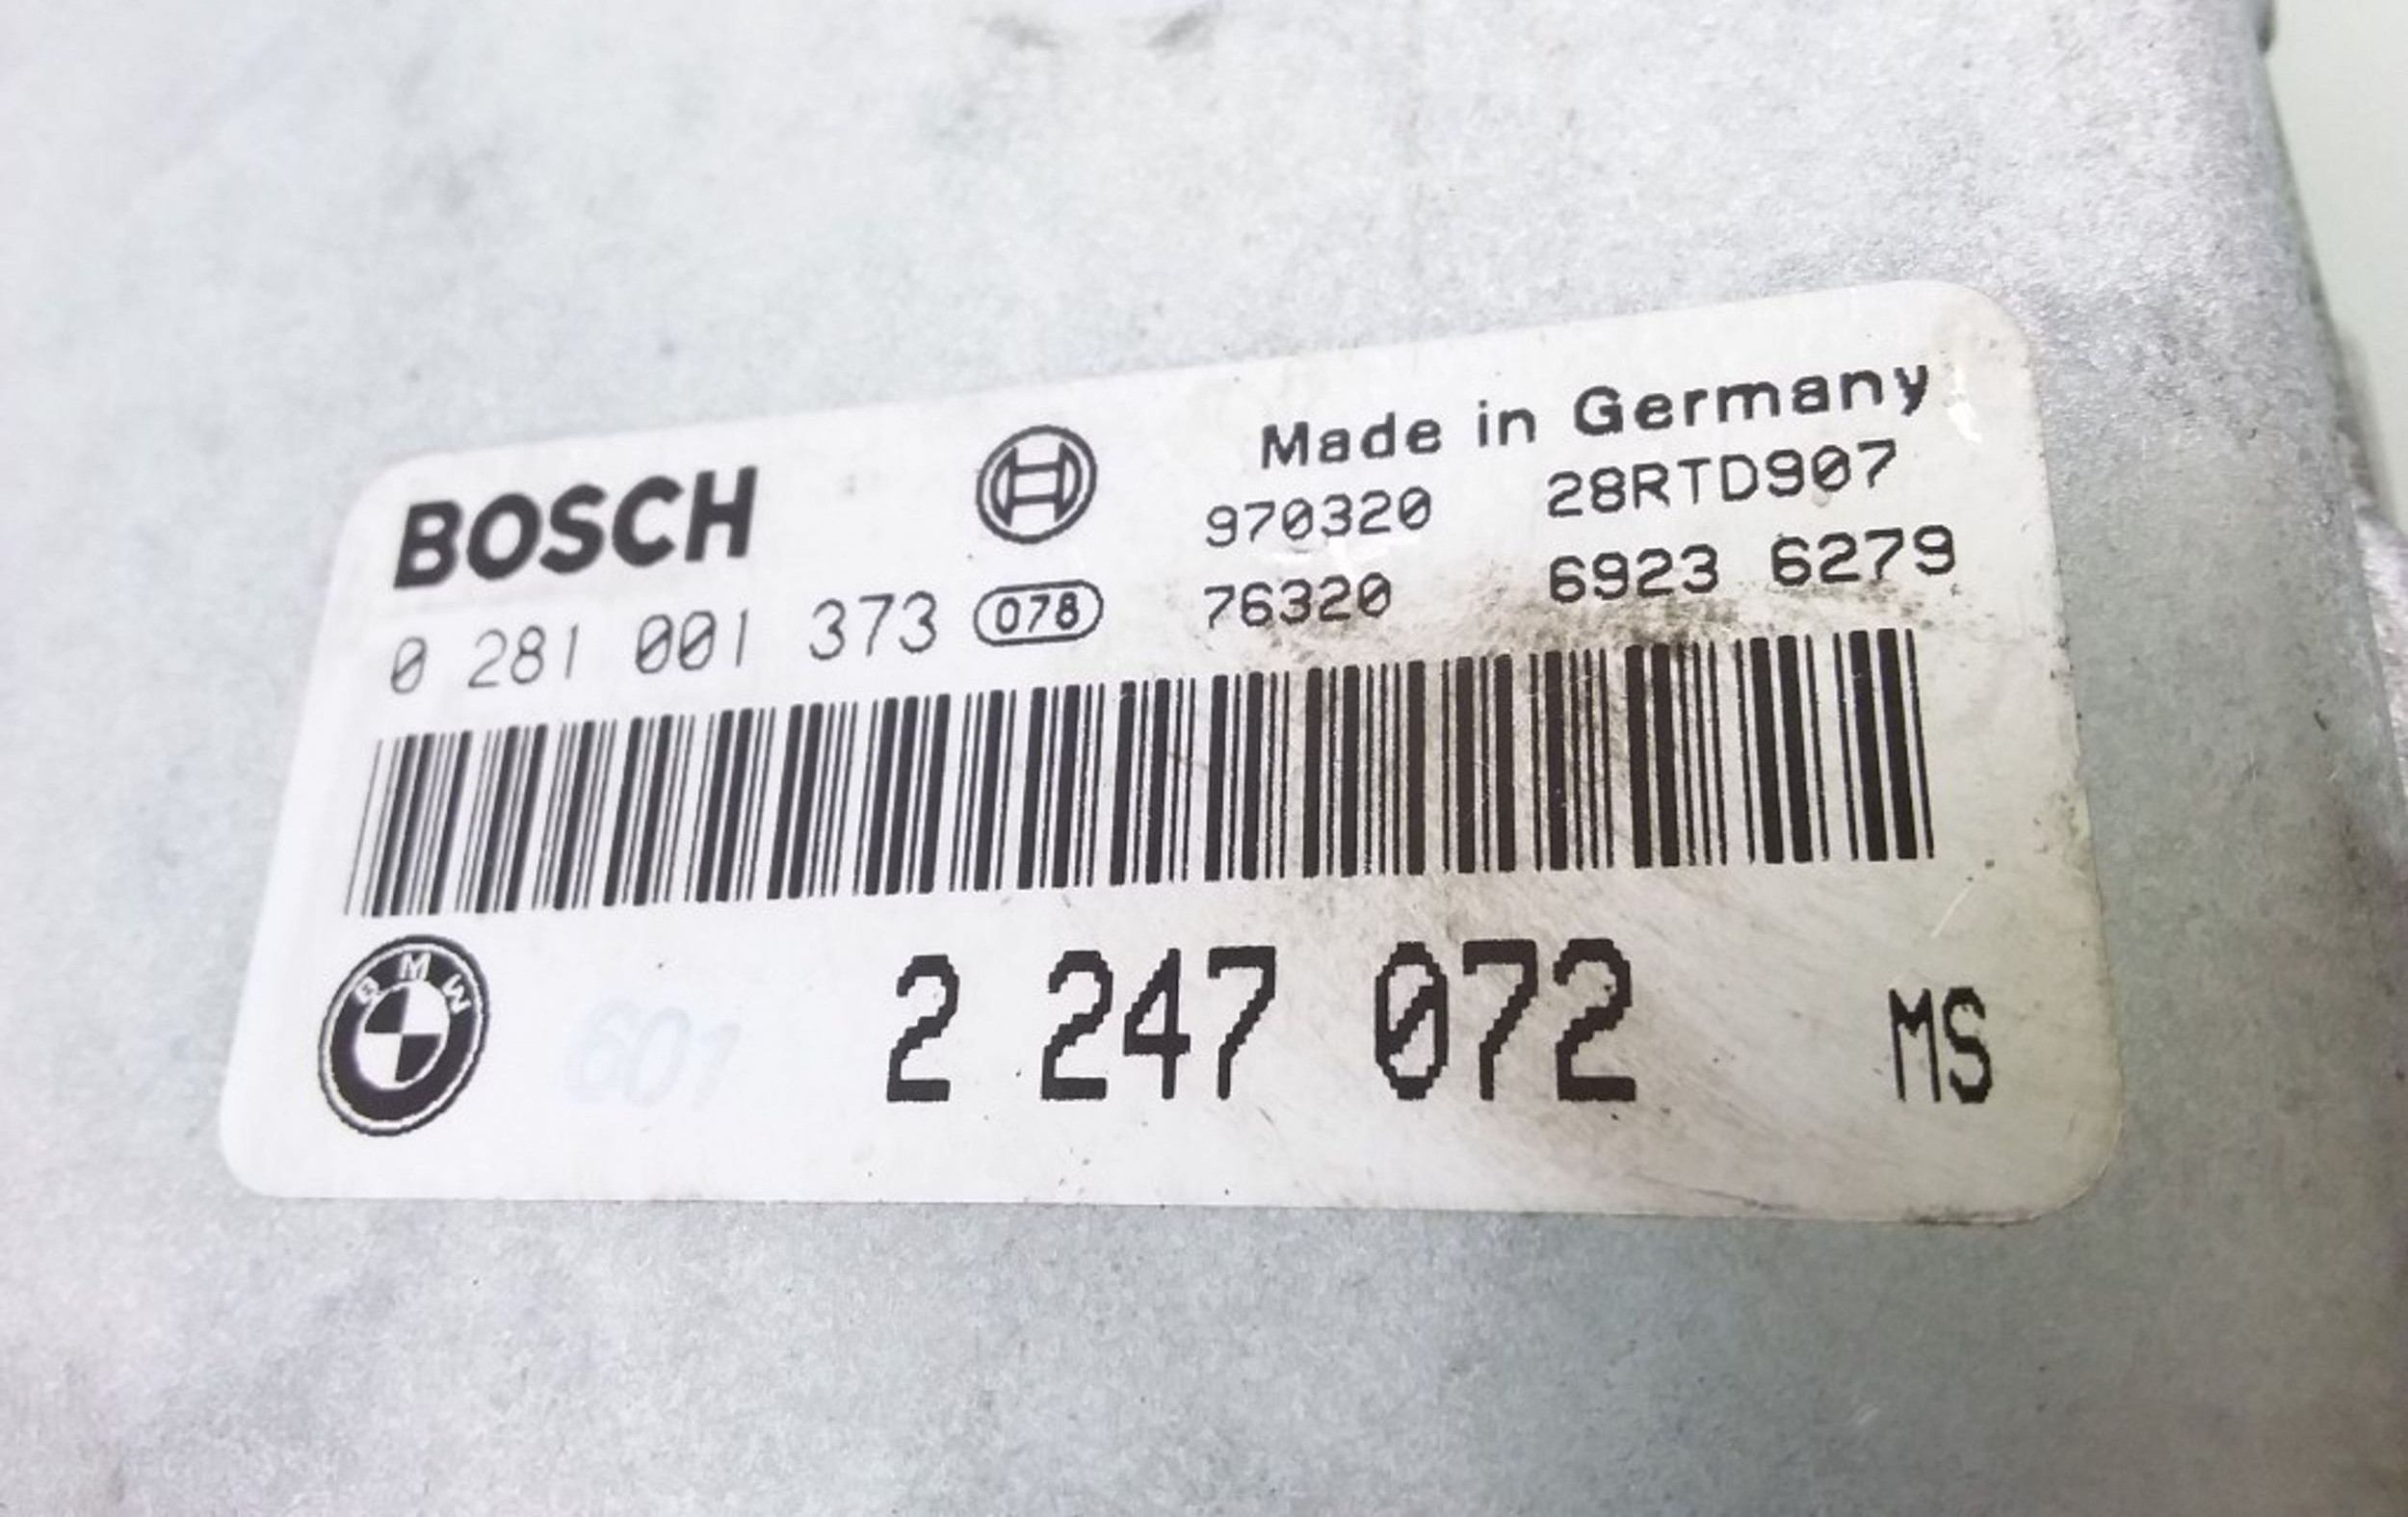 BOSCH
Made in Germany
970320 28RTD907
0 281 001 373 078 76320 6923 6279
BMW
601 2 247 072 MS